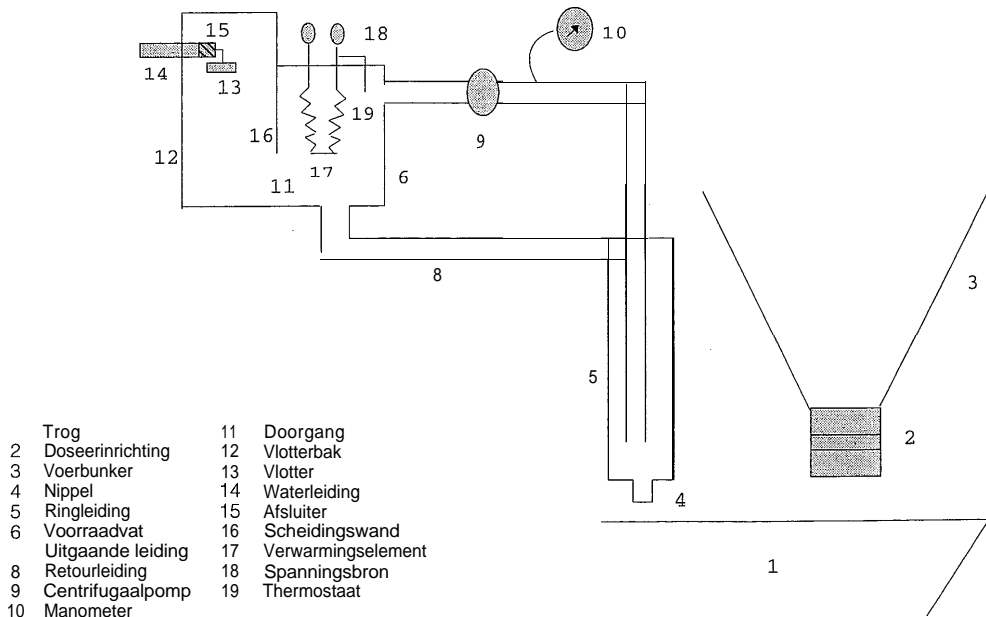 15
18
10
14
13
19
16
9
12
17
11
6
8
3
5
2
4
1
Trog
2 Doseerinrichting
3 Voerbunker
4 Nippel
5 Ringleiding
6 Voorraadvat
Uitgaande leiding
8 Retourleiding
9 Centrifugaalpomp
10 Manometer
11 Doorgang
12 Vlotterbak
13 Vlotter
14 Waterleiding
15 Afsluiter
16 Scheidingswand
17 Verwarmingselement
18 Spanningsbron
19 Thermostaat